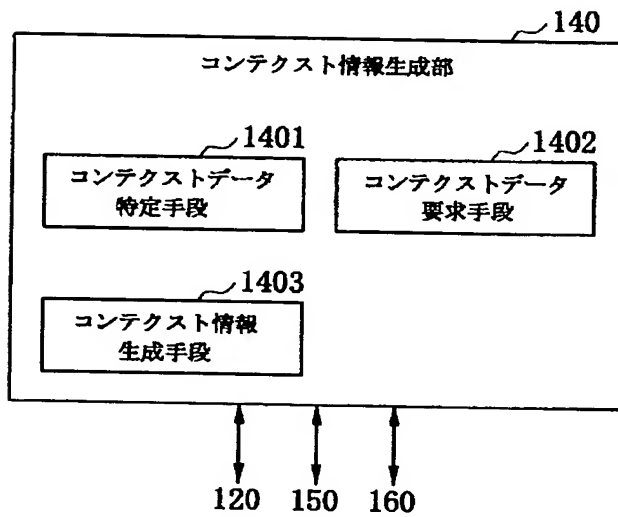 140
コンテクスト情報生成部
1401
コンテクストデータ
特定手段
1402
コンテクストデータ
要求手段
1403
コンテクスト情報
生成手段
120 150 160